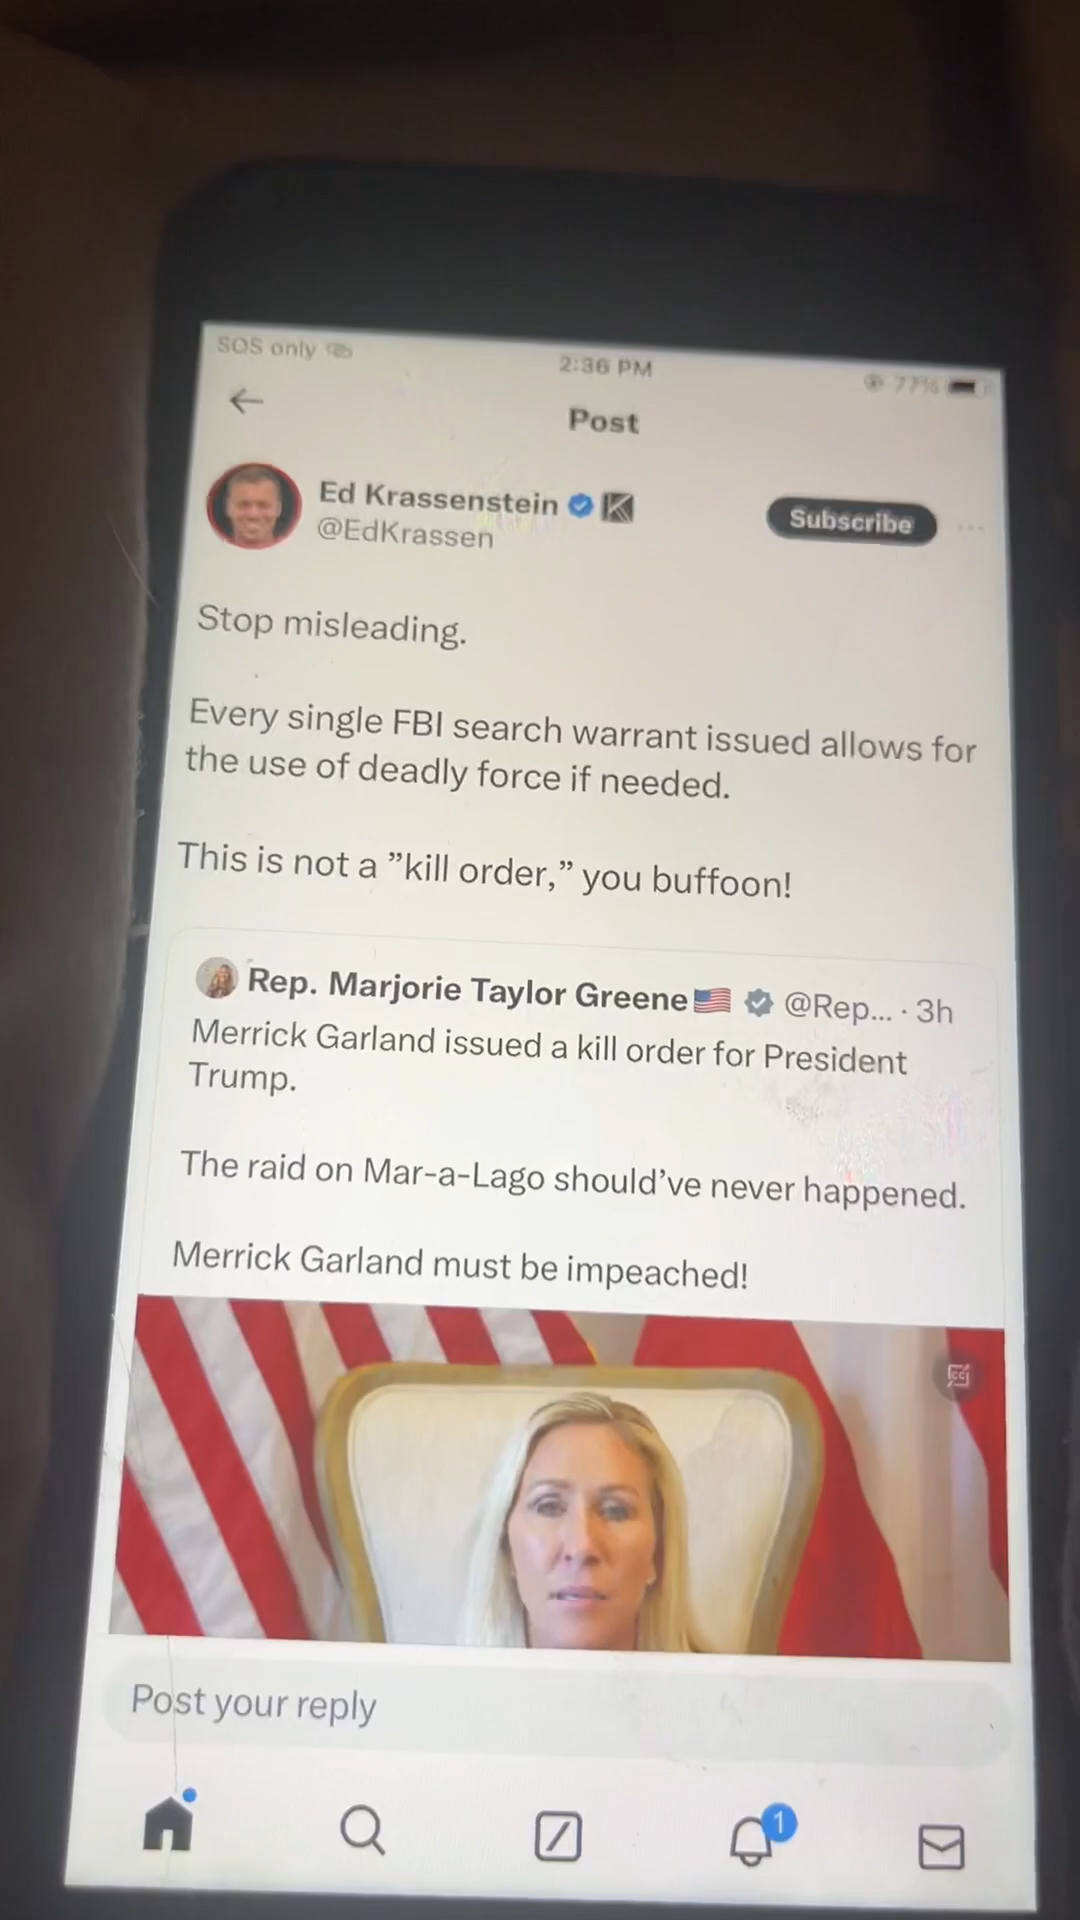 SOS only
2:36 PM
77%
Post
Ed Krassenstein
@EdKrassen
Subscribe
Stop misleading.
Every single FBI search warrant issued allows for
the use of deadly force if needed.
This is not a ”kill order,” you buffoon!
Rep. Marjorie Taylor Greene🇺🇸 @Rep... · 3h
Merrick Garland issued a kill order for President
Trump.
The raid on Mar-a-Lago should’ve never happened.
Merrick Garland must be impeached!
Post your reply
1